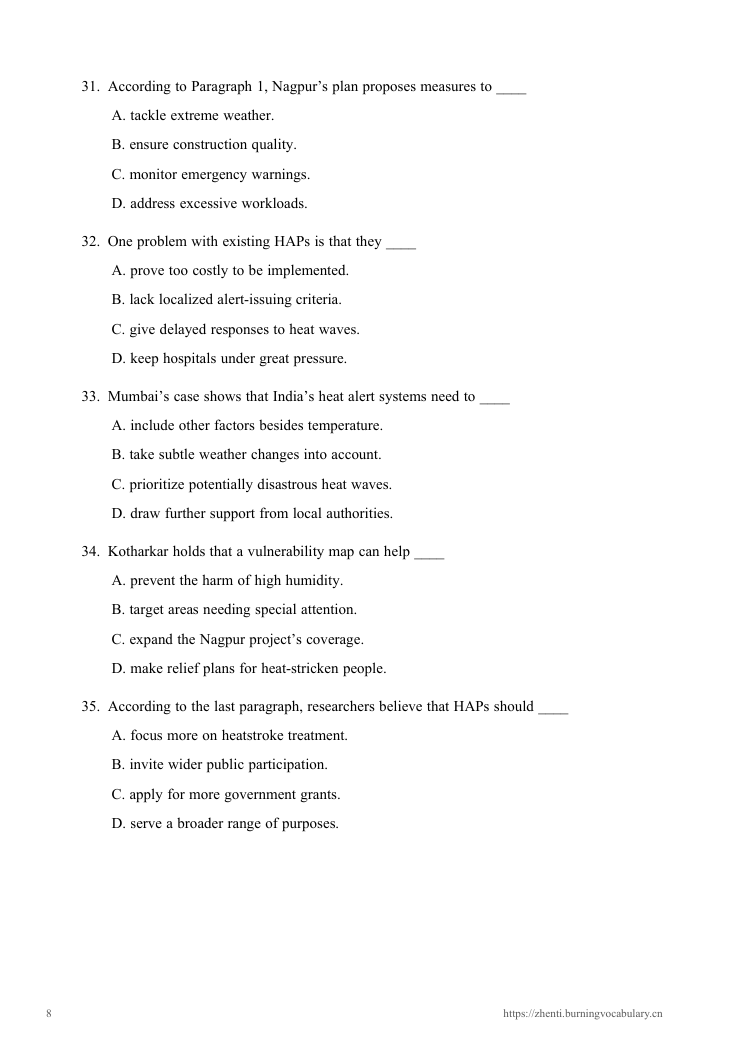 31. According to Paragraph 1, Nagpur’s plan proposes measures to ____
A. tackle extreme weather.
B. ensure construction quality.
C. monitor emergency warnings.
D. address excessive workloads.
32. One problem with existing HAPs is that they ____
A. prove too costly to be implemented.
B. lack localized alert-issuing criteria.
C. give delayed responses to heat waves.
D. keep hospitals under great pressure.
33. Mumbai’s case shows that India’s heat alert systems need to ____
A. include other factors besides temperature.
B. take subtle weather changes into account.
C. prioritize potentially disastrous heat waves.
D. draw further support from local authorities.
34. Kotharkar holds that a vulnerability map can help ____
A. prevent the harm of high humidity.
B. target areas needing special attention.
C. expand the Nagpur project’s coverage.
D. make relief plans for heat-stricken people.
35. According to the last paragraph, researchers believe that HAPs should ____
A. focus more on heatstroke treatment.
B. invite wider public participation.
C. apply for more government grants.
D. serve a broader range of purposes.
8 https://zhenti.burningvocabulary.cn